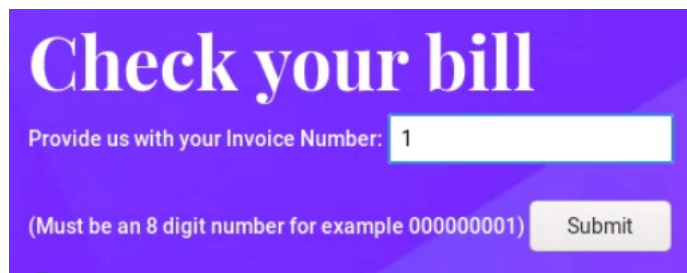 Check your bill
Provide us with your Invoice Number: 1
(Must be an 8 digit number for example 000000001) Submit